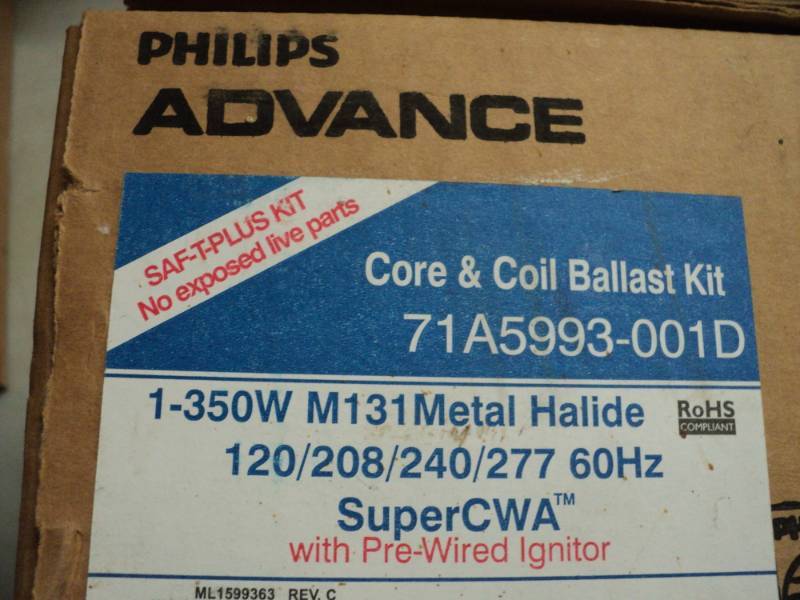 PHILIPS
ADVANCE
SAF-T-PLUS KIT
No exposed live parts
Core & Coil Ballast Kit
71A5993-001D
1-350W M131Metal Halide
RoHS
COMPLIANT
120/208/240/277 60Hz
SuperCWA™
with Pre-Wired Ignitor
ML1599363 REV. C